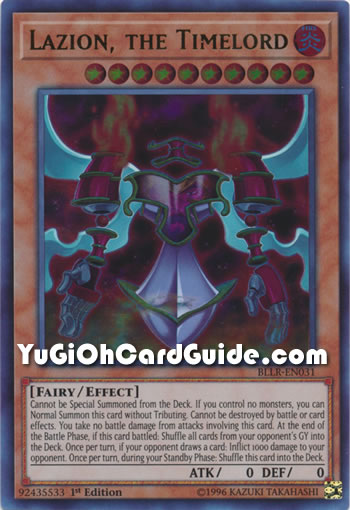 LAZION, THE TIMELORD 炎
YuGiOhCardGuide.com
BLLR-EN031
[FAIRY/EFFECT]
Cannot be Special Summoned from the Deck. If you control no monsters, you can
Normal Summon this card without Tributing. Cannot be destroyed by battle or card
effects. You take no battle damage from attacks involving this card. At the end of
the Battle Phase, if this card battled: Shuffle all cards from your opponent's GY into
the Deck. Once per turn, if your opponent draws a card: Inflict 1000 damage to your
opponent. Once per turn, during your Standby Phase: Shuffle this card into the Deck.
ATK/ 0 DEF/ 0
92435533 1st Edition ©1996 KAZUKI TAKAHASHI